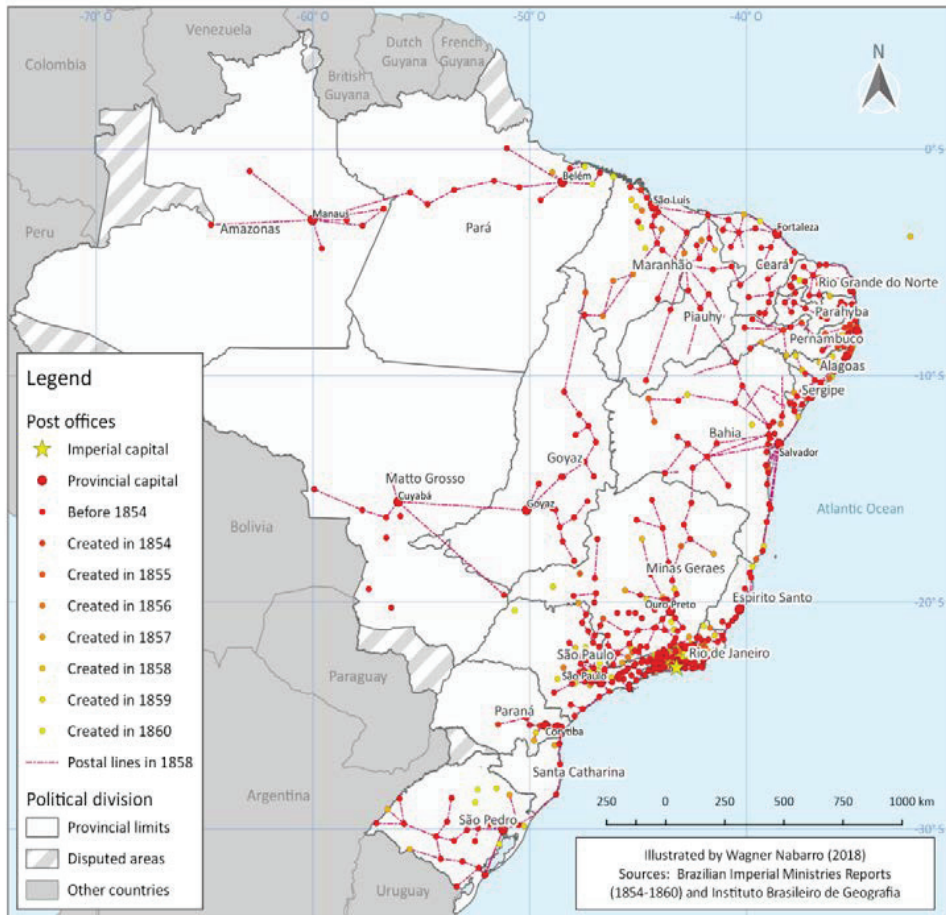 -70° 0'
-60° 0'
-50° 0'
-40° 0'
Venezuela
Colombia
British
Guyana
Dutch
Guyana
French
Guyana
N
0°S
Belém
São Luís
Manaus
Amazonas
Pará
Fortaleza
Peru
Maranhão
Ceará
Rio Grande do Norte
Piauhy
Parahyba
Pernambuco
Alagoas
10°S
Sergipe
Bahia
Salvador
Goyaz
Matto Grosso
Cuyabá
Goyaz
Bolivia
Atlantic Ocean
Minas Geraes
Ouro Preto
Espirito Santo
20°S
São Paulo
Rio de Janeiro
São Paulo
Paraguay
Paraná
Corytiba
Santa Catharina
Argentina
São Pedro
30°S
Uruguay
Legend
Post offices
Imperial capital
Provincial capital
Before 1854
Created in 1854
Created in 1855
Created in 1856
Created in 1857
Created in 1858
Created in 1859
Created in 1860
Postal lines in 1858
Political division
Provincial limits
Disputed areas
Other countries
250 0 250 500 750 1000 km
Illustrated by Wagner Nabarro (2018)
Sources: Brazilian Imperial Ministries Reports
(1854-1860) and Instituto Brasileiro de Geografia